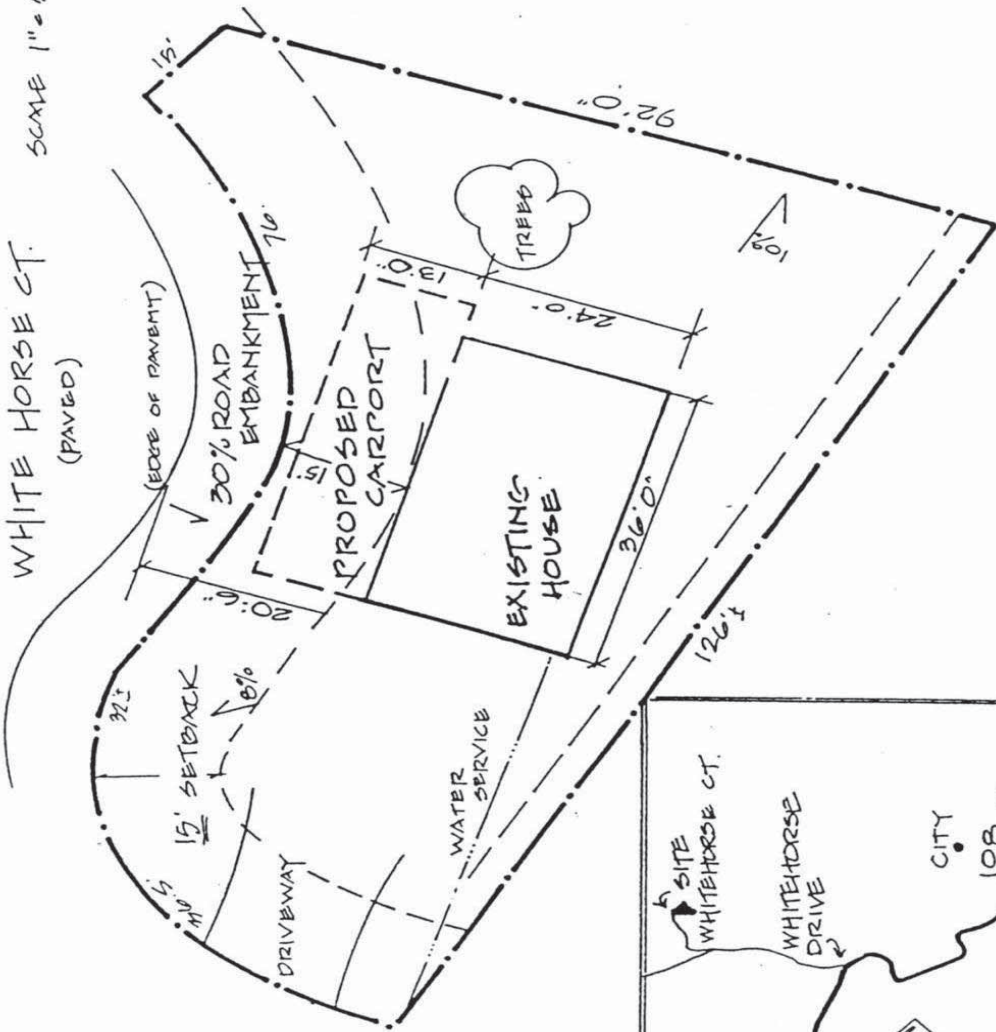 WHITE HORSE CT.
(PAVED)
SCALE 1"=
(EDGE OF PAVEMT)
30% ROAD
EMBANKMENT
76'
15'
92'0"
TREES
10%
13'0"
24'0"
PROPOSED
CARPORT
15'
EXISTING
HOUSE
36'0"
20'6"
32'±
15' SETBACK
8%
DRIVEWAY
WATER
SERVICE
126'±
SITE
WHITEHORSE CT.
WHITEHORSE
DRIVE
CITY
108